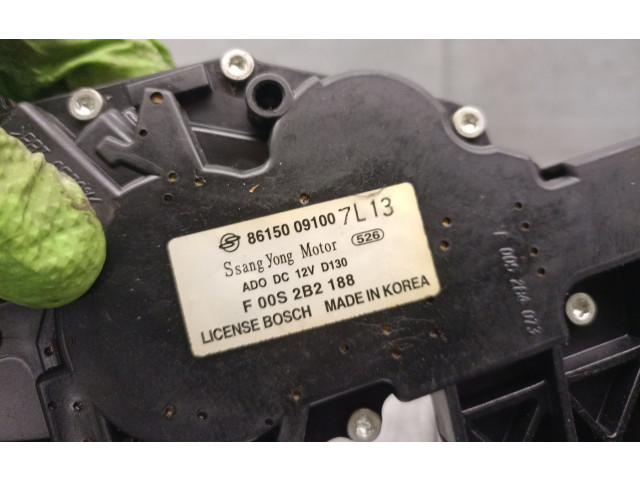 86150 09100 7L13
SsangYong Motor 526
ADO DC 12V D130
F 00S 2B2 188
LICENSE BOSCH MADE IN KOREA